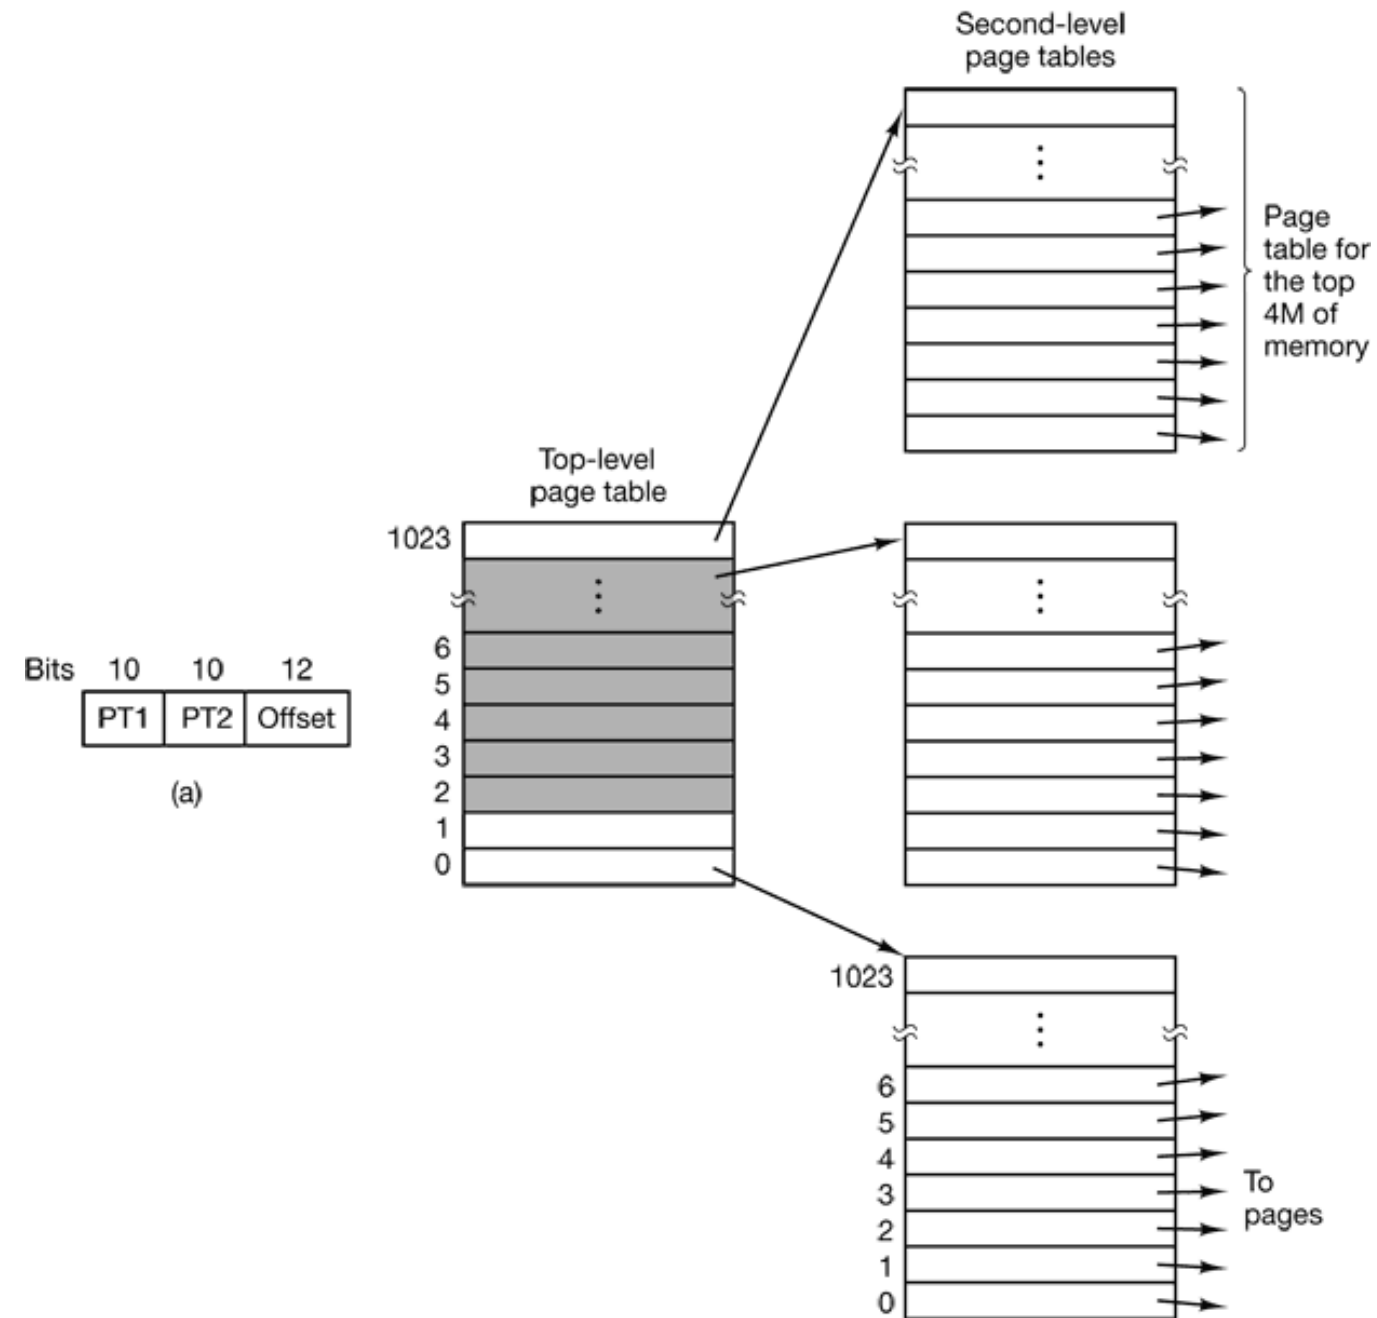 Second-level
page tables
Page
table for
the top
4M of
memory
Top-level
page table
1023
6
5
4
3
2
1
0
Bits 10 10 12
PT1 PT2 Offset
(a)
1023
6
5
4
3
2
1
0
To
pages